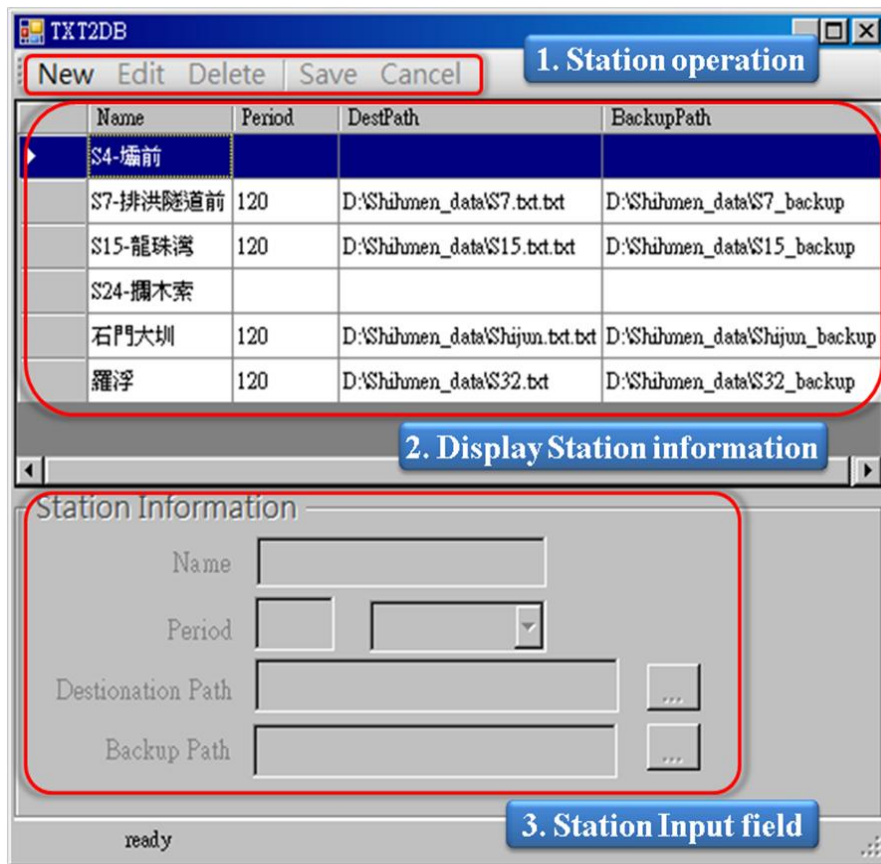 TXT2DB
1. Station operation
New Edit Delete Save Cancel
Name Period DestPath BackupPath
S4-壩前
S7-排洪隧道前 120 D:\Shihmen_data\S7.txt.txt D:\Shihmen_data\S7_backup
S15-龍珠灣 120 D:\Shihmen_data\S15.txt.txt D:\Shihmen_data\S15_backup
S24-攔木索
石門大圳 120 D:\Shihmen_data\Shijun.txt.txt D:\Shihmen_data\Shijun_backup
羅浮 120 D:\Shihmen_data\S32.txt D:\Shihmen_data\S32_backup
2. Display Station information
Station Information
Name
Period
Destionation Path ...
Backup Path ...
3. Station Input field
ready